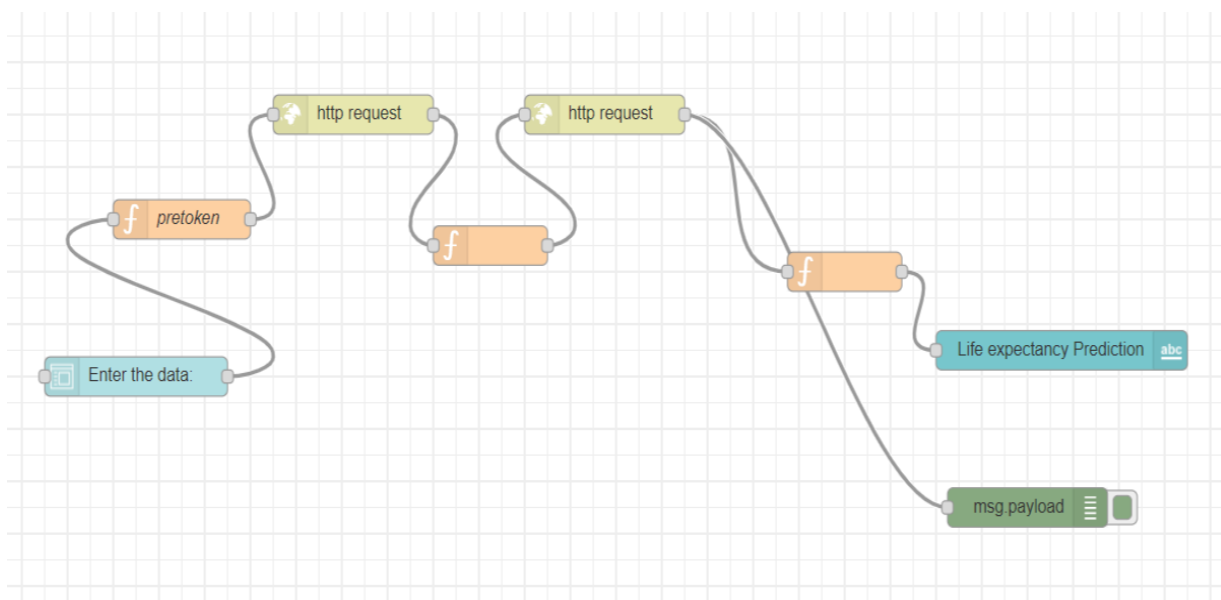 http request
http request
pretoken
Enter the data:
Life expectancy Prediction
abc
msg.payload